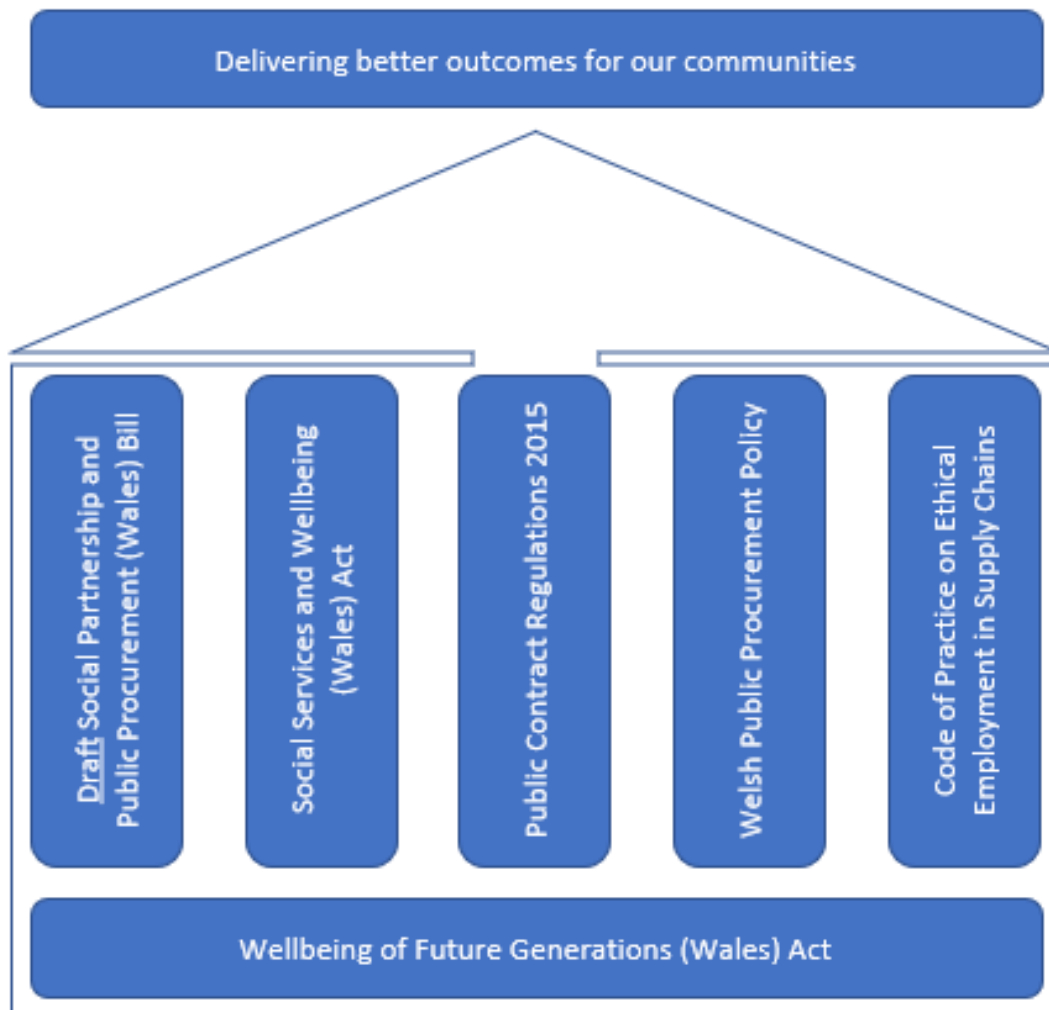 Delivering better outcomes for our communities
Draft Social Partnership and
Public Procurement (Wales) Bill
Social Services and Wellbeing
(Wales) Act
Public Contract Regulations 2015
Welsh Public Procurement Policy
Code of Practice on Ethical
Employment in Supply Chains
Wellbeing of Future Generations (Wales) Act